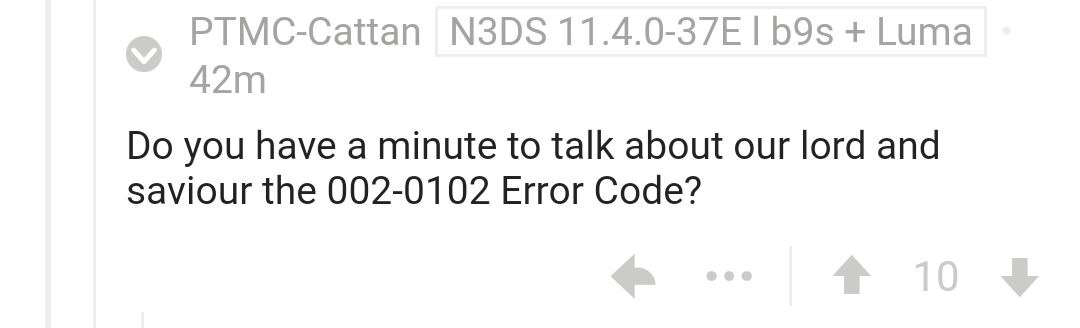 PTMC-Cattan N3DS 11.4.0-37E l b9s + Luma •
42m
Do you have a minute to talk about our lord and
saviour the 002-0102 Error Code?
10